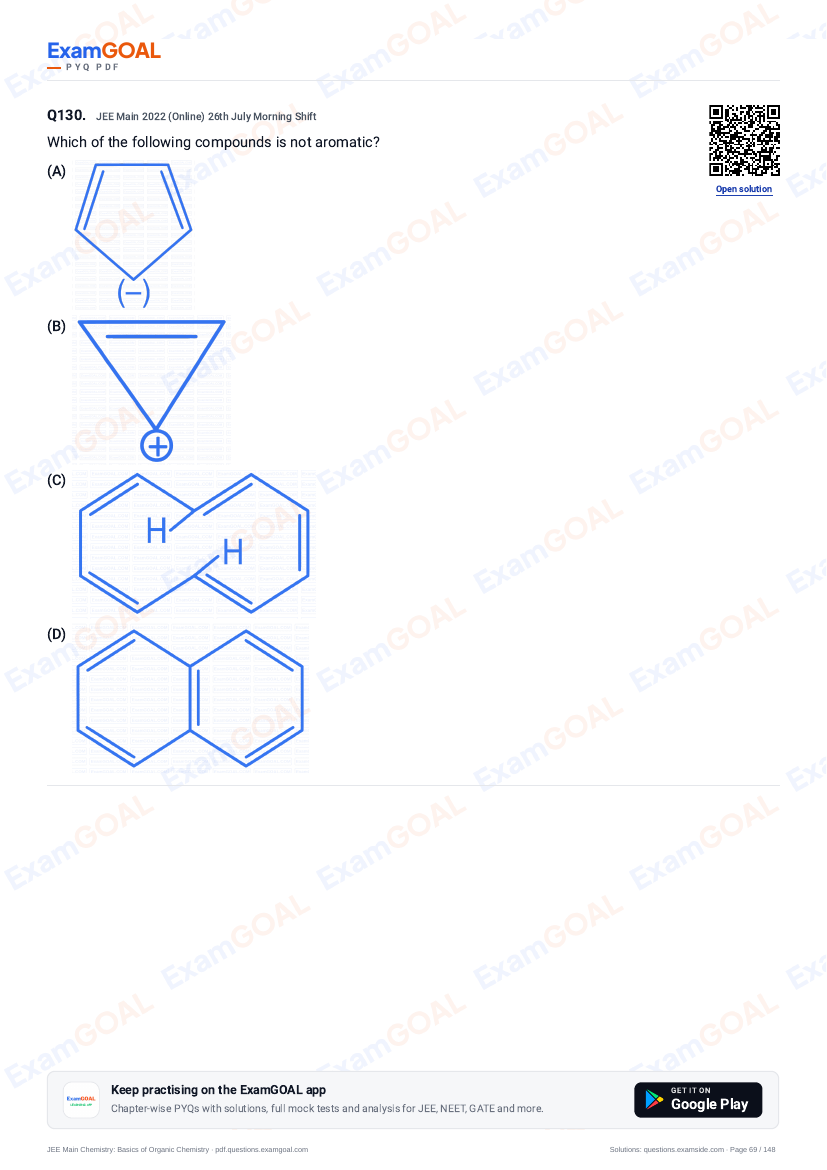 ExamGOAL
PYQ PDF
Q130. JEE Main 2022 (Online) 26th July Morning Shift
Which of the following compounds is not aromatic?
Open solution
(A)
(−)
(B)
+
(C)
H
H
(D)
Keep practising on the ExamGOAL app
Chapter-wise PYQs with solutions, full mock tests and analysis for JEE, NEET, GATE and more.
GET IT ON
Google Play
JEE Main Chemistry: Basics of Organic Chemistry · pdf.questions.examgoal.com
Solutions: questions.examside.com · Page 69 / 148